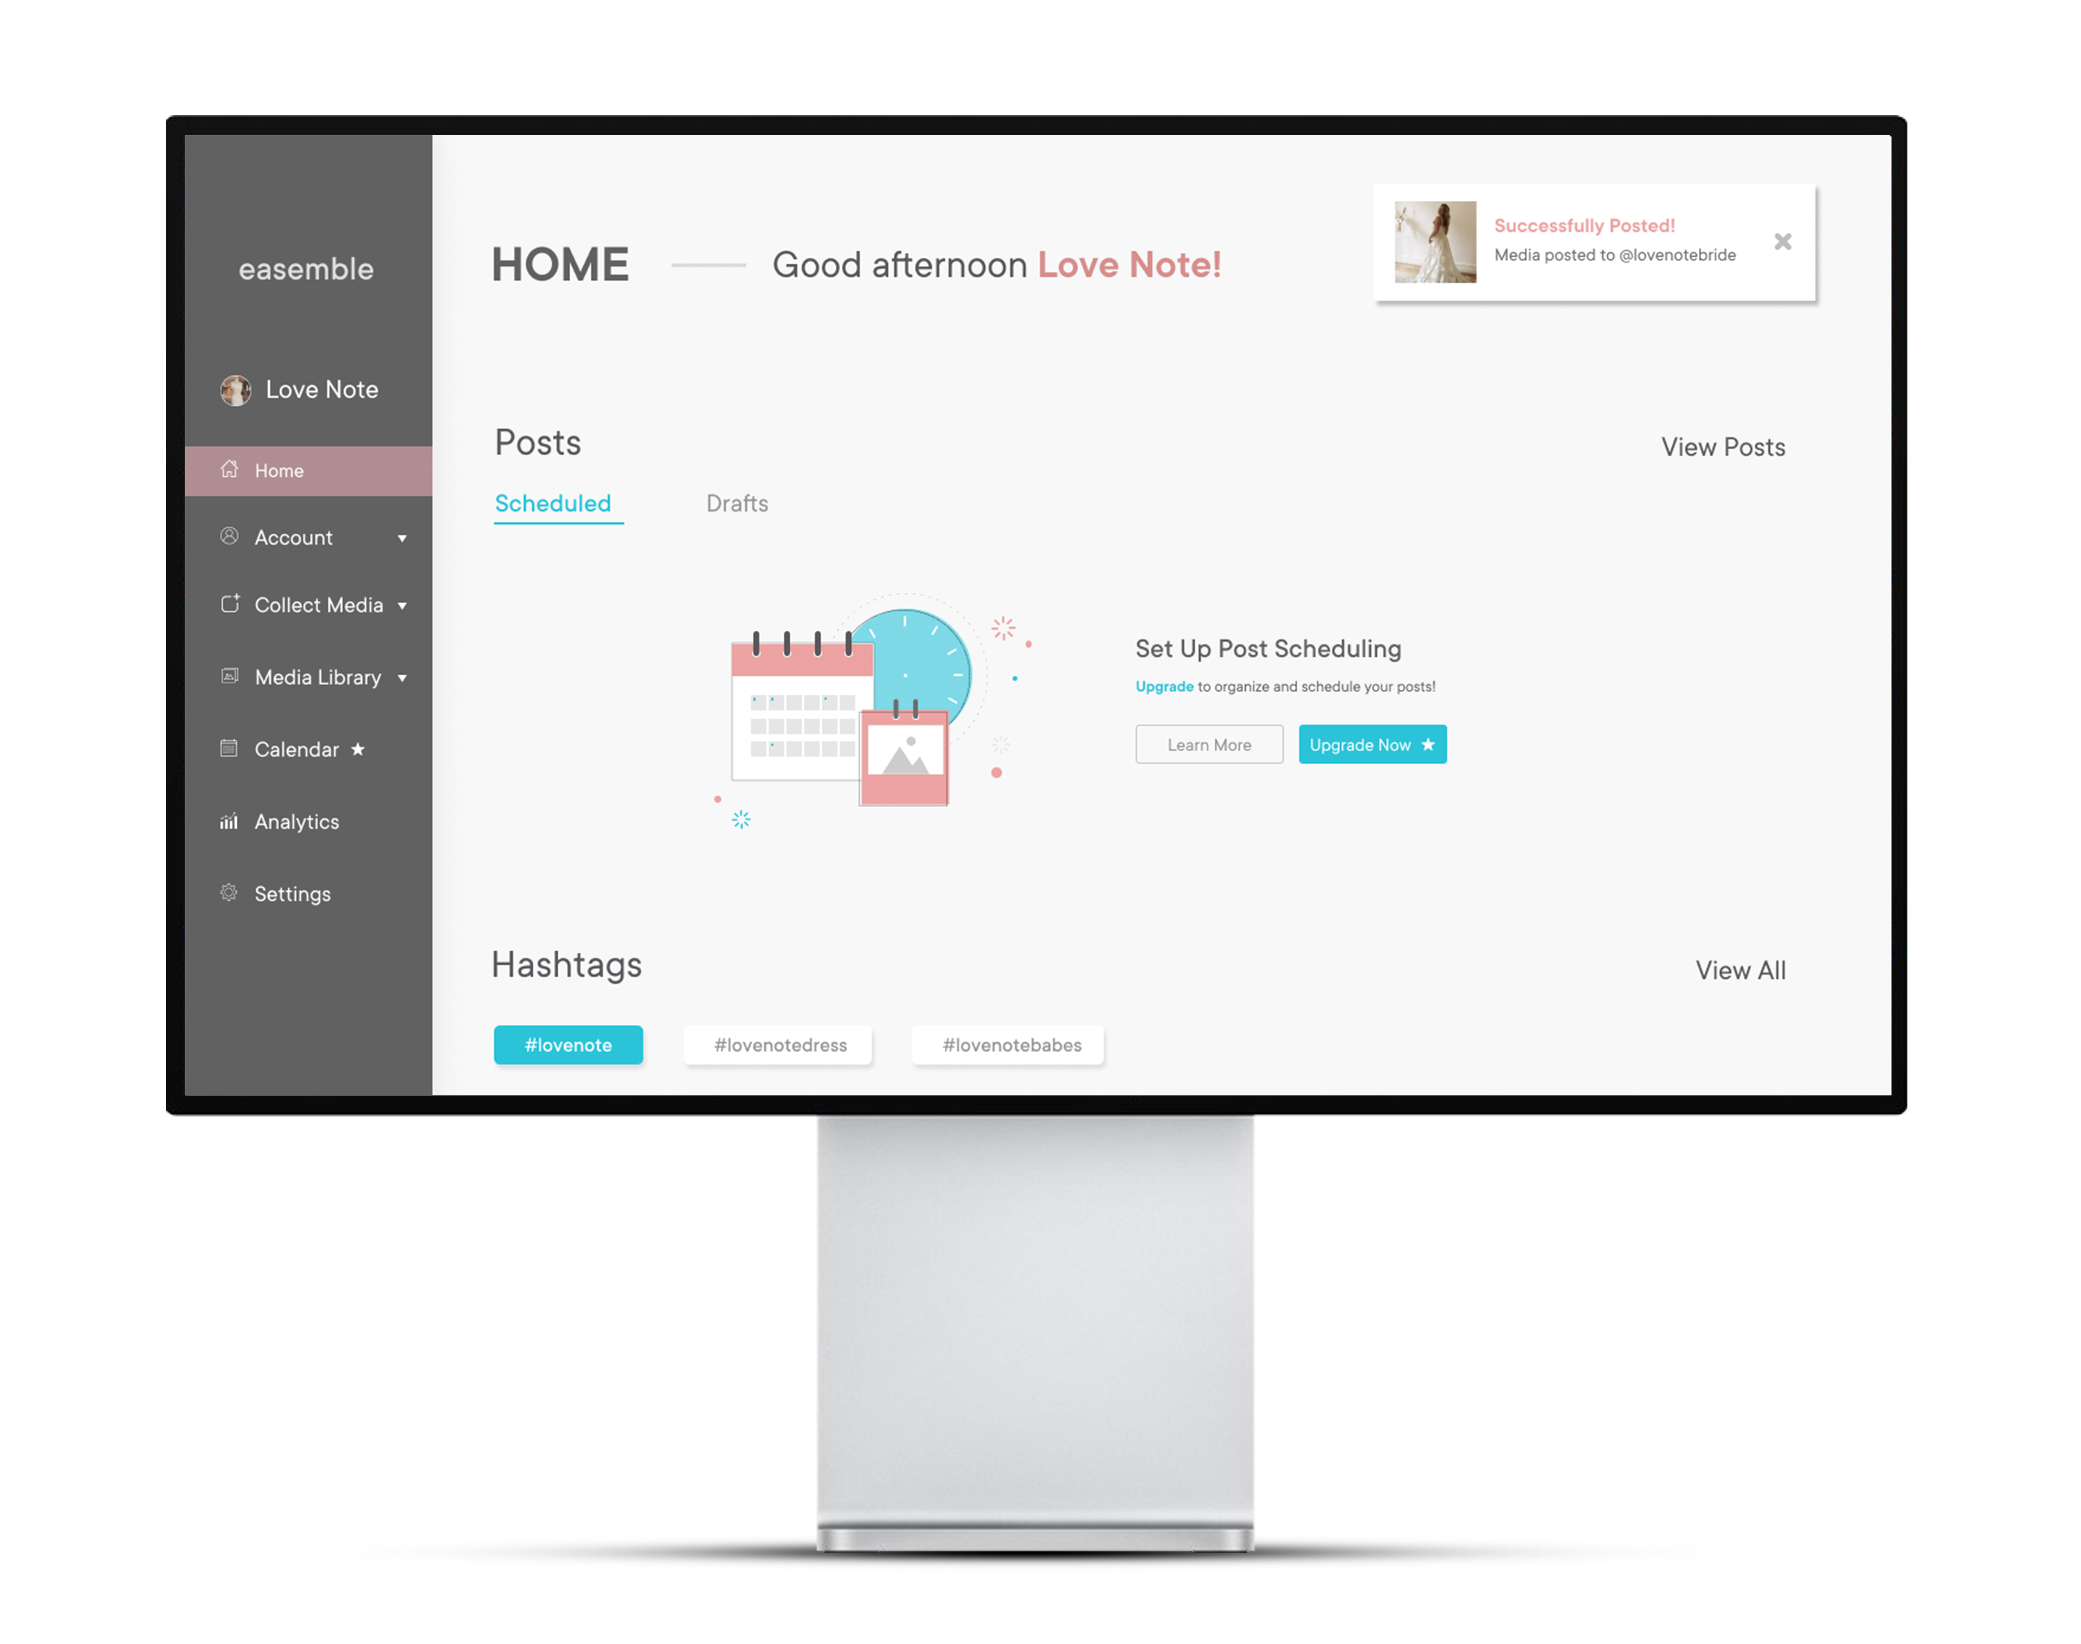 easemble
Love Note
Home
Account
Collect Media
Media Library
Calendar
Analytics
Settings
HOME
Good afternoon Love Note!
Successfully Posted!
Media posted to @lovenotebride
Posts
View Posts
Scheduled
Drafts
Set Up Post Scheduling
Upgrade to organize and schedule your posts!
Learn More
Upgrade Now
Hashtags
View All
#lovenote
#lovenotedress
#lovenotebabes